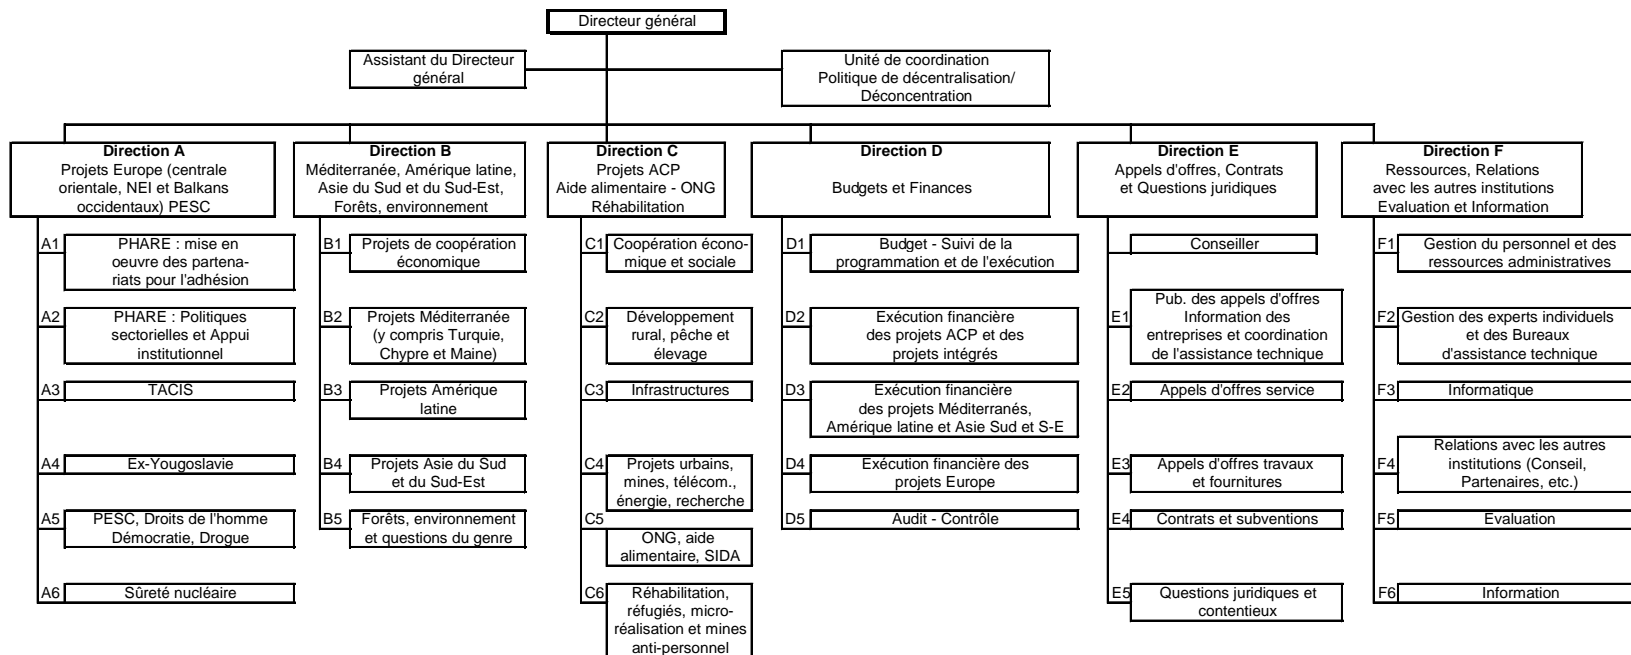 Directeur général
Assistant du Directeur
général
Unité de coordination
Politique de décentralisation/
Déconcentration
Direction A
Projets Europe (centrale
orientale, NEI et Balkans
occidentaux) PESC
Direction B
Méditerranée, Amérique latine,
Asie du Sud et du Sud-Est,
Forêts, environnement
Direction C
Projets ACP
Aide alimentaire - ONG
Réhabilitation
Direction D
Budgets et Finances
Direction E
Appels d'offres, Contrats
et Questions juridiques
Direction F
Ressources, Relations
avec les autres institutions
Evaluation et Information
A1
PHARE : mise en
oeuvre des partena-
riats pour l'adhésion
A2
PHARE : Politiques
sectorielles et Appui
institutionnel
A3
TACIS
A4
Ex-Yougoslavie
A5
PESC, Droits de l'homme
Démocratie, Drogue
A6
Sûreté nucléaire
B1
Projets de coopération
économique
B2
Projets Méditerranée
(y compris Turquie,
Chypre et Maine)
B3
Projets Amérique
latine
B4
Projets Asie du Sud
et du Sud-Est
B5
Forêts, environnement
et questions du genre
C1
Coopération écono-
mique et sociale
C2
Développement
rural, pêche et
élevage
C3
Infrastructures
C4
Projets urbains,
mines, télécom.,
énergie, recherche
C5
ONG, aide
alimentaire, SIDA
C6
Réhabilitation,
réfugiés, micro-
réalisation et mines
anti-personnel
D1
Budget - Suivi de la
programmation et de l'exécution
D2
Exécution financière
des projets ACP et des
projets intégrés
D3
Exécution financière
des projets Méditerranés,
Amérique latine et Asie Sud et S-E
D4
Exécution financière des
projets Europe
D5
Audit - Contrôle
Conseiller
E1
Pub. des appels d'offres
Information des
entreprises et coordination
de l'assistance technique
E2
Appels d'offres service
E3
Appels d'offres travaux
et fournitures
E4
Contrats et subventions
E5
Questions juridiques et
contentieux
F1
Gestion du personnel et des
ressources administratives
F2
Gestion des experts individuels
et des Bureaux
d'assistance technique
F3
Informatique
F4
Relations avec les autres
institutions (Conseil,
Partenaires, etc.)
F5
Evaluation
F6
Information